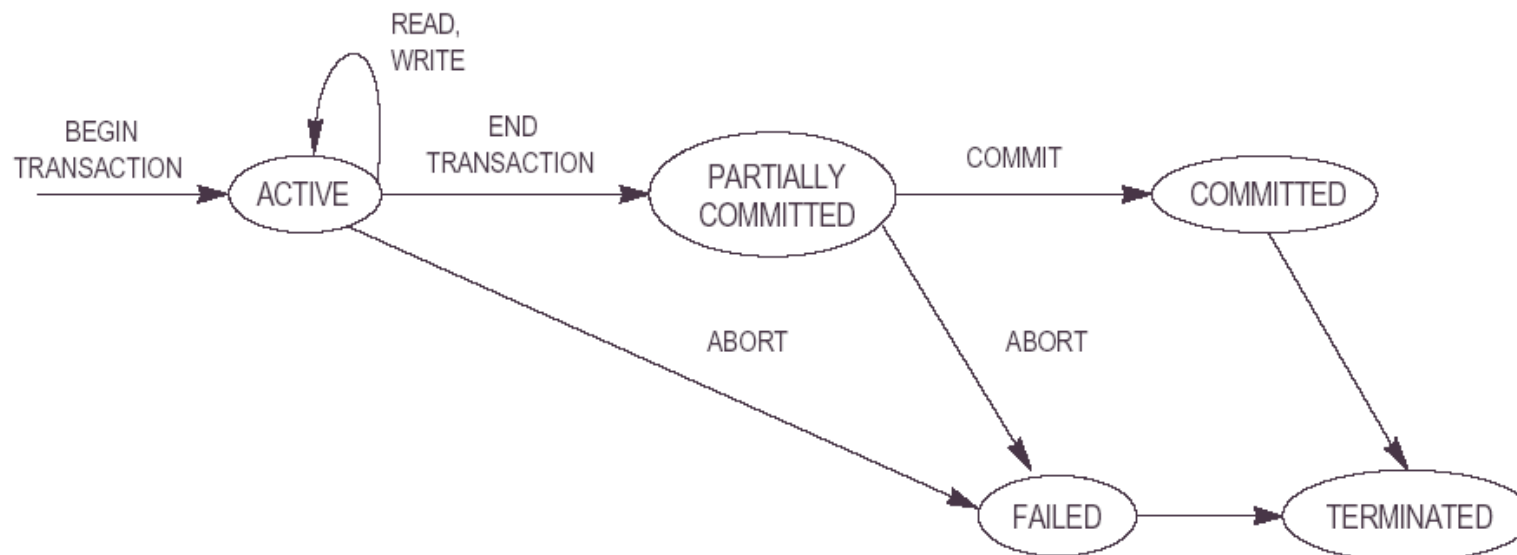 READ,
WRITE
BEGIN
TRANSACTION
END
TRANSACTION
ACTIVE
PARTIALLY
COMMITTED
COMMIT
COMMITTED
ABORT
ABORT
FAILED
TERMINATED